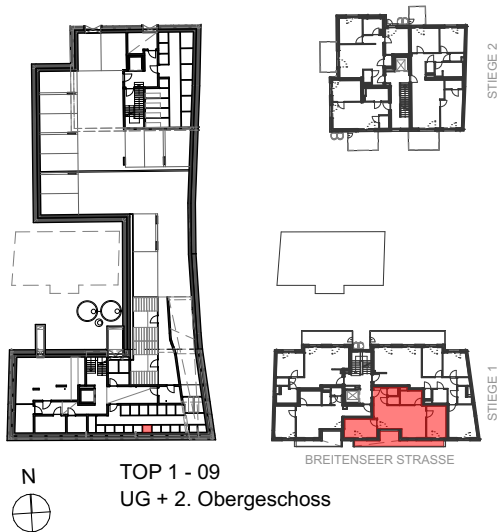 STIEGE 2
STIEGE 1
BREITENSEER STRASSE
N
TOP 1 - 09
UG + 2. Obergeschoss